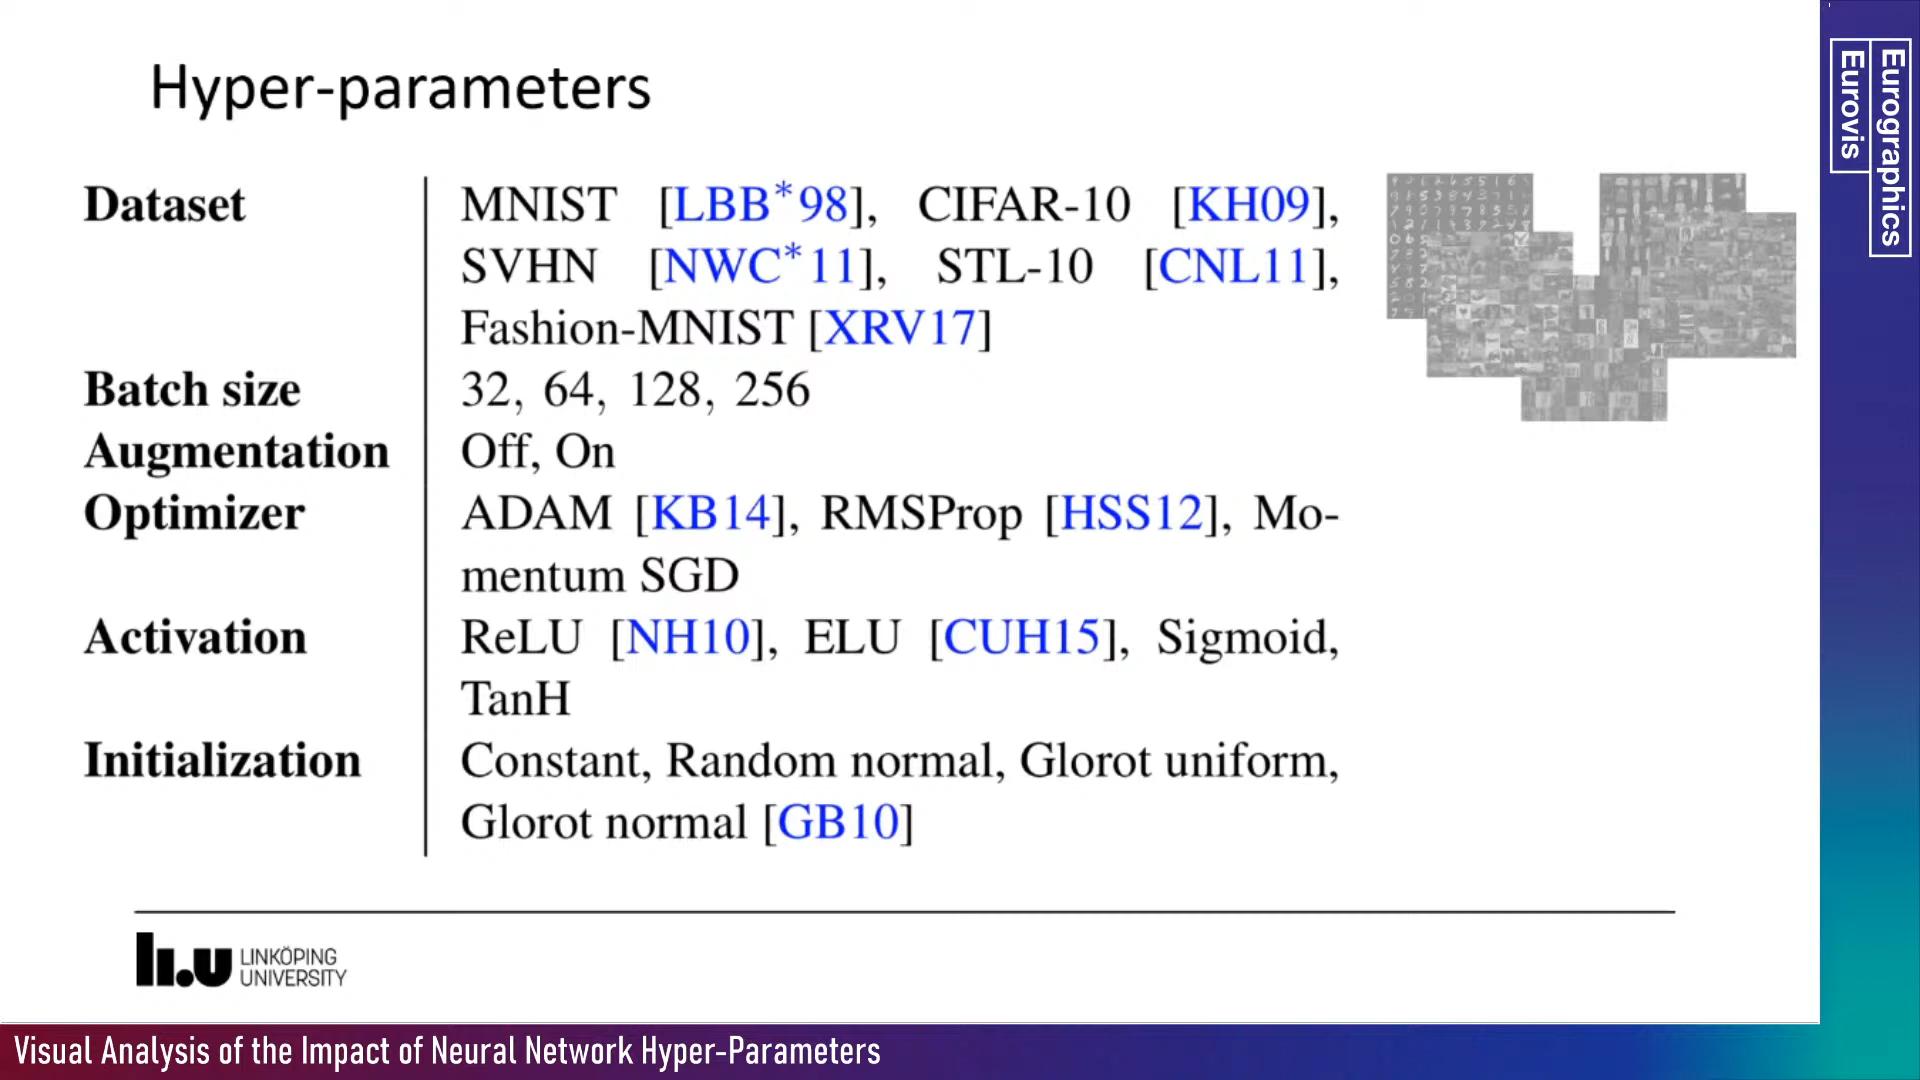 Hyper-parameters
Dataset
MNIST [LBB*98], CIFAR-10 [KH09],
SVHN [NWC*11], STL-10 [CNL11],
Fashion-MNIST [XRV17]
Batch size
32, 64, 128, 256
Augmentation
Off, On
Optimizer
ADAM [KB14], RMSProp [HSS12], Mo-
mentum SGD
Activation
ReLU [NH10], ELU [CUH15], Sigmoid,
TanH
Initialization
Constant, Random normal, Glorot uniform,
Glorot normal [GB10]
LINKÖPING
UNIVERSITY
Visual Analysis of the Impact of Neural Network Hyper-Parameters
Eurographics
Eurovis